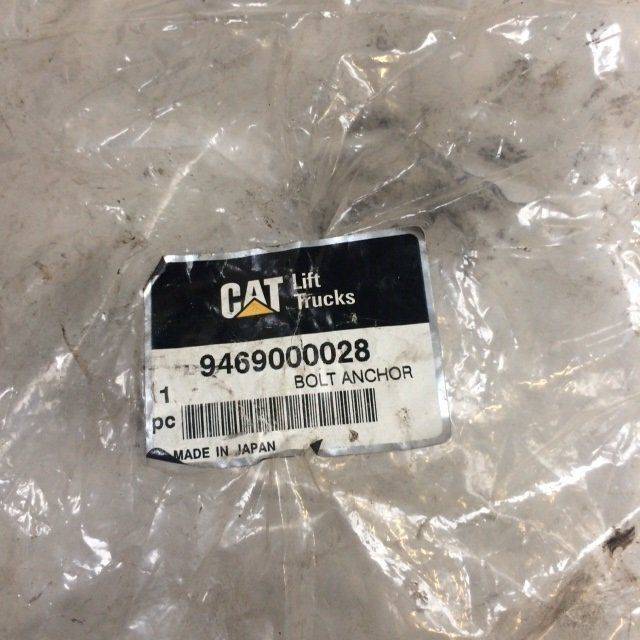 CAT Lift
Trucks
9469000028
1 BOLT ANCHOR
pc
MADE IN JAPAN